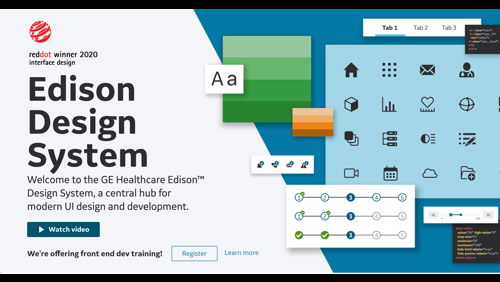 reddot winner 2020
interface design
Edison
Design
System
Welcome to the GE Healthcare Edison™
Design System, a central hub for
modern UI design and development.
Watch video
We're offering front end dev training!
Register
Learn more
Tab 1
Tab 2
Tab 3
Aa
1 2 3 4 5
1 2 3 4 5
3 4 5